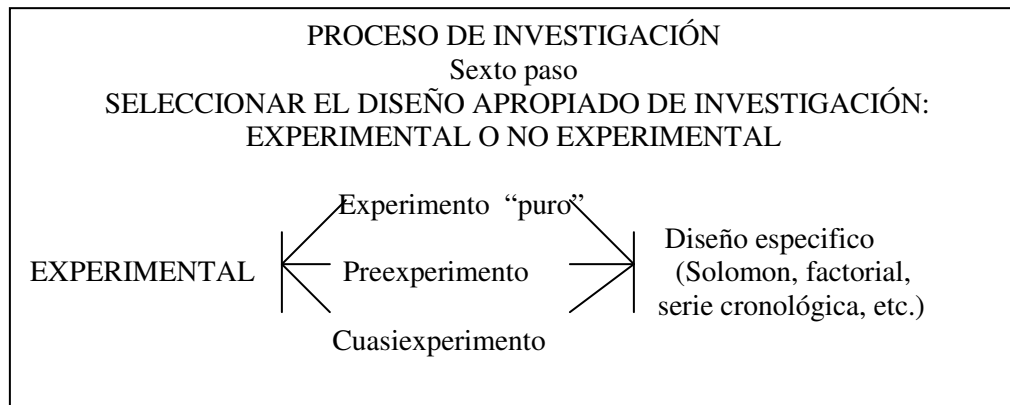 PROCESO DE INVESTIGACIÓN
Sexto paso
SELECCIONAR EL DISEÑO APROPIADO DE INVESTIGACIÓN:
EXPERIMENTAL O NO EXPERIMENTAL
Experimento “puro”
EXPERIMENTAL
Preexperimento
Cuasiexperimento
Diseño especifico
(Solomon, factorial,
serie cronológica, etc.)